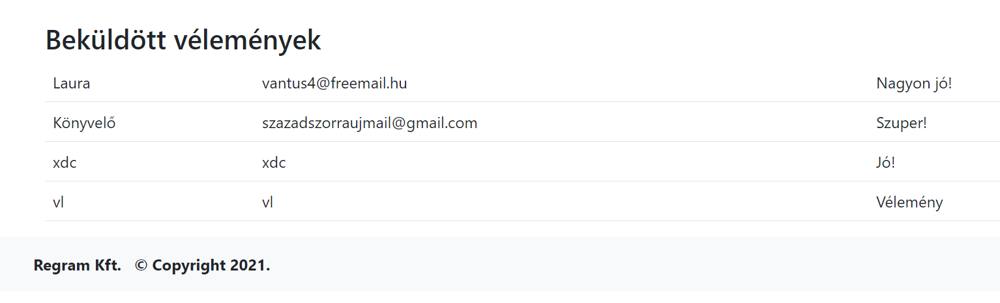 Beküldött vélemények
Laura vantus4@freemail.hu Nagyon jó!
Könyvelő szazadszorraujmail@gmail.com Szuper!
xdc xdc Jó!
vl vl Vélemény
Regram Kft. © Copyright 2021.